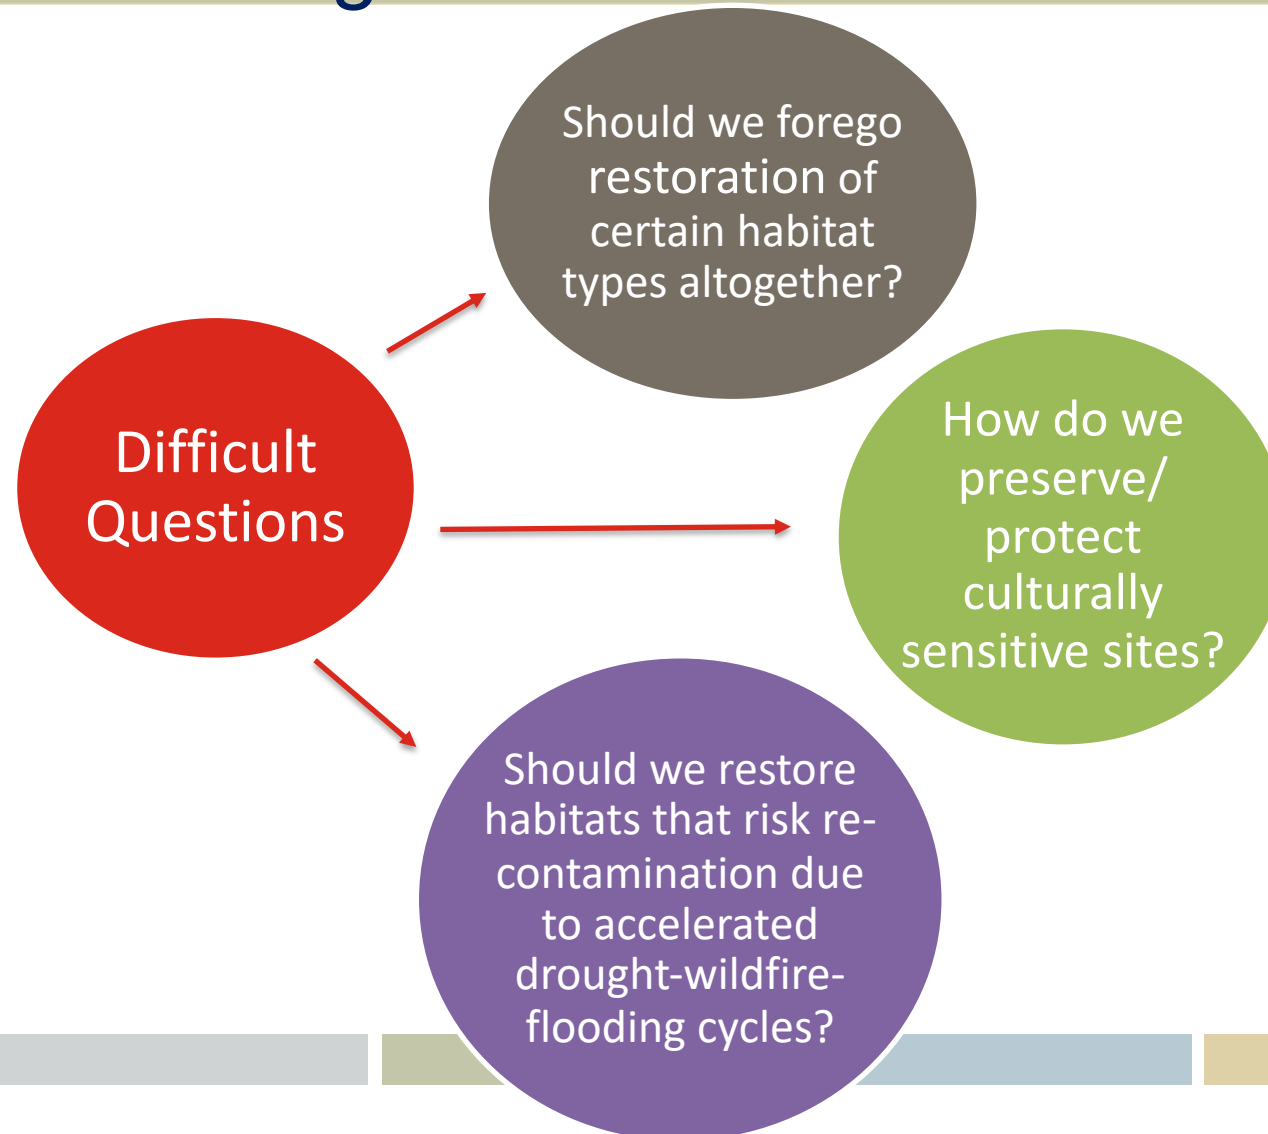 Should we forego
restoration of
certain habitat
types altogether?
Difficult
Questions
How do we
preserve/
protect
culturally
sensitive sites?
Should we restore
habitats that risk re-
contamination due
to accelerated
drought-wildfire-
flooding cycles?